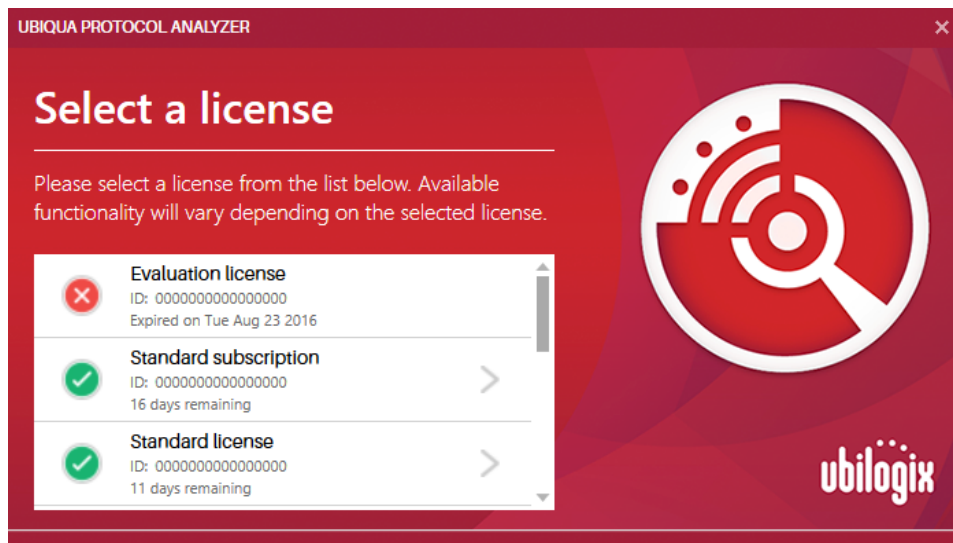 UBIQUA PROTOCOL ANALYZER
Select a license
Please select a license from the list below. Available
functionality will vary depending on the selected license.
Evaluation license
ID: 0000000000000000
Expired on Tue Aug 23 2016
Standard subscription
ID: 0000000000000000
16 days remaining
Standard license
ID: 0000000000000000
11 days remaining
ubilogix